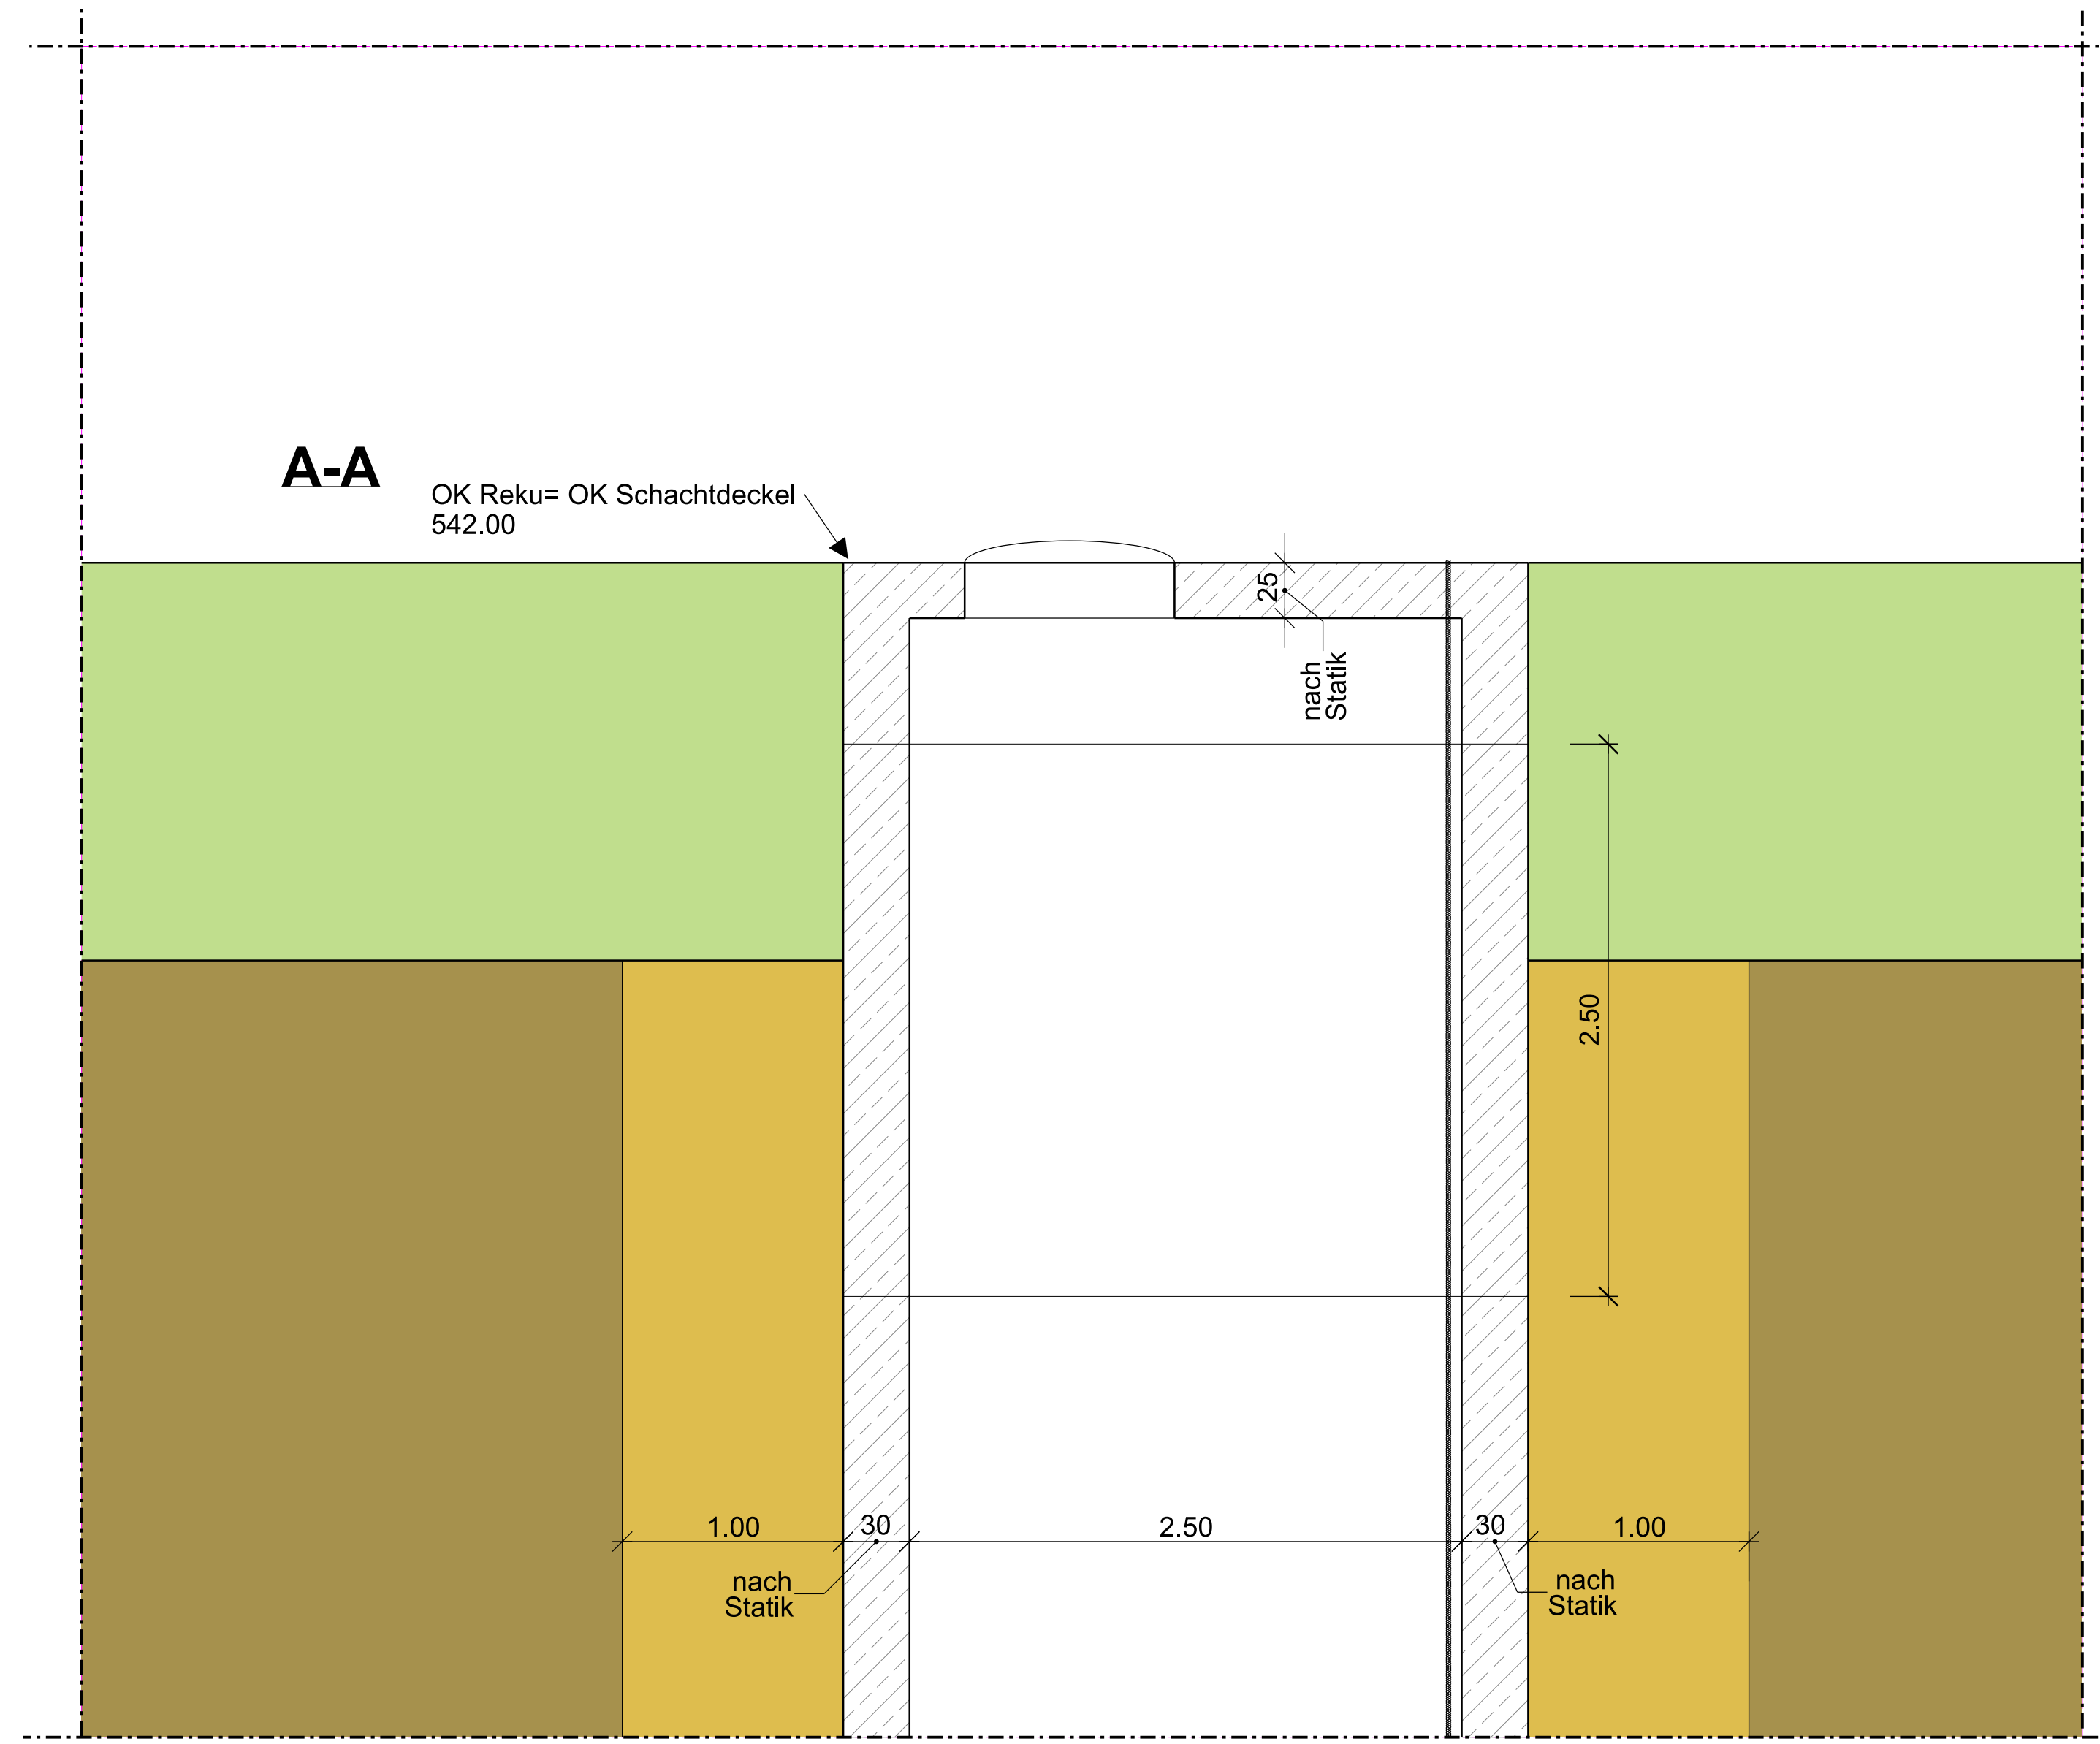 A-A
OK Reku= OK Schachtdeckel
542.00
25
nach
Statik
2.50
1.00
30
2.50
30
1.00
nach
Statik
nach
Statik